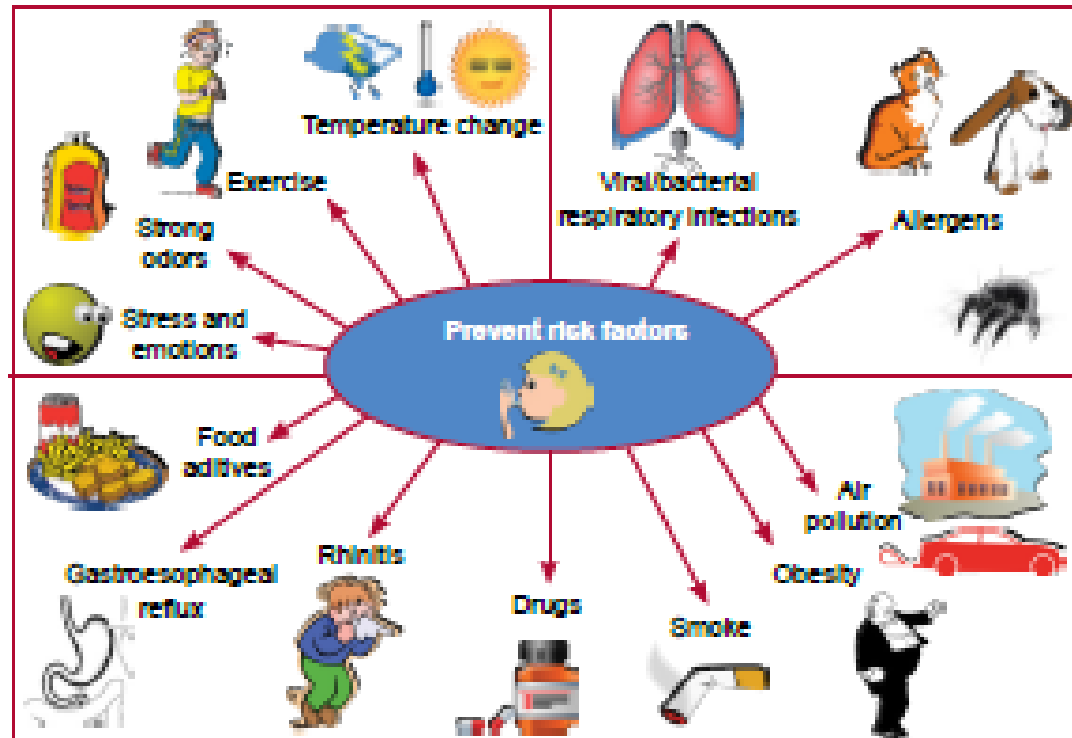 Temperature change
Exercise
Strong
odors
Stress and
emotions
Viral/bacterial
respiratory infections
Allergens
Prevent risk factors
Food
aditives
Gastroesophageal
reflux
Rhinitis
Drugs
Smoke
Obesity
Air
pollution